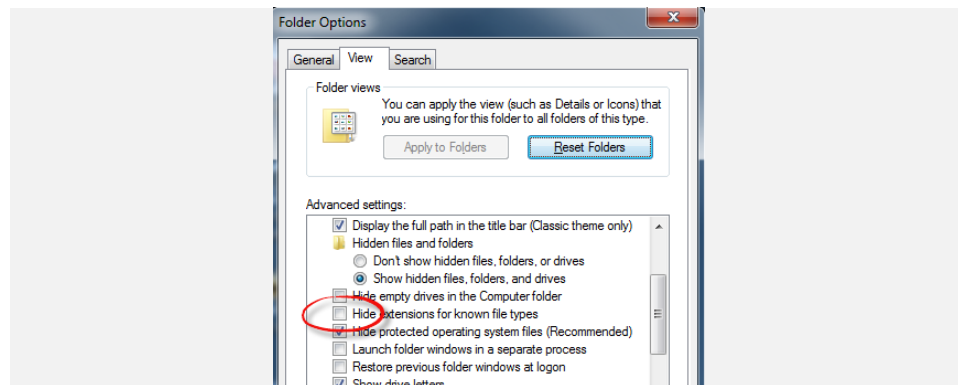 Folder Options
General View Search
Folder views
You can apply the view (such as Details or Icons) that
you are using for this folder to all folders of this type.
Apply to Folders Reset Folders
Advanced settings:
Display the full path in the title bar (Classic theme only)
Hidden files and folders
Don't show hidden files, folders, or drives
Show hidden files, folders, and drives
Hide empty drives in the Computer folder
Hide extensions for known file types
Hide protected operating system files (Recommended)
Launch folder windows in a separate process
Restore previous folder windows at logon
Show drive letters